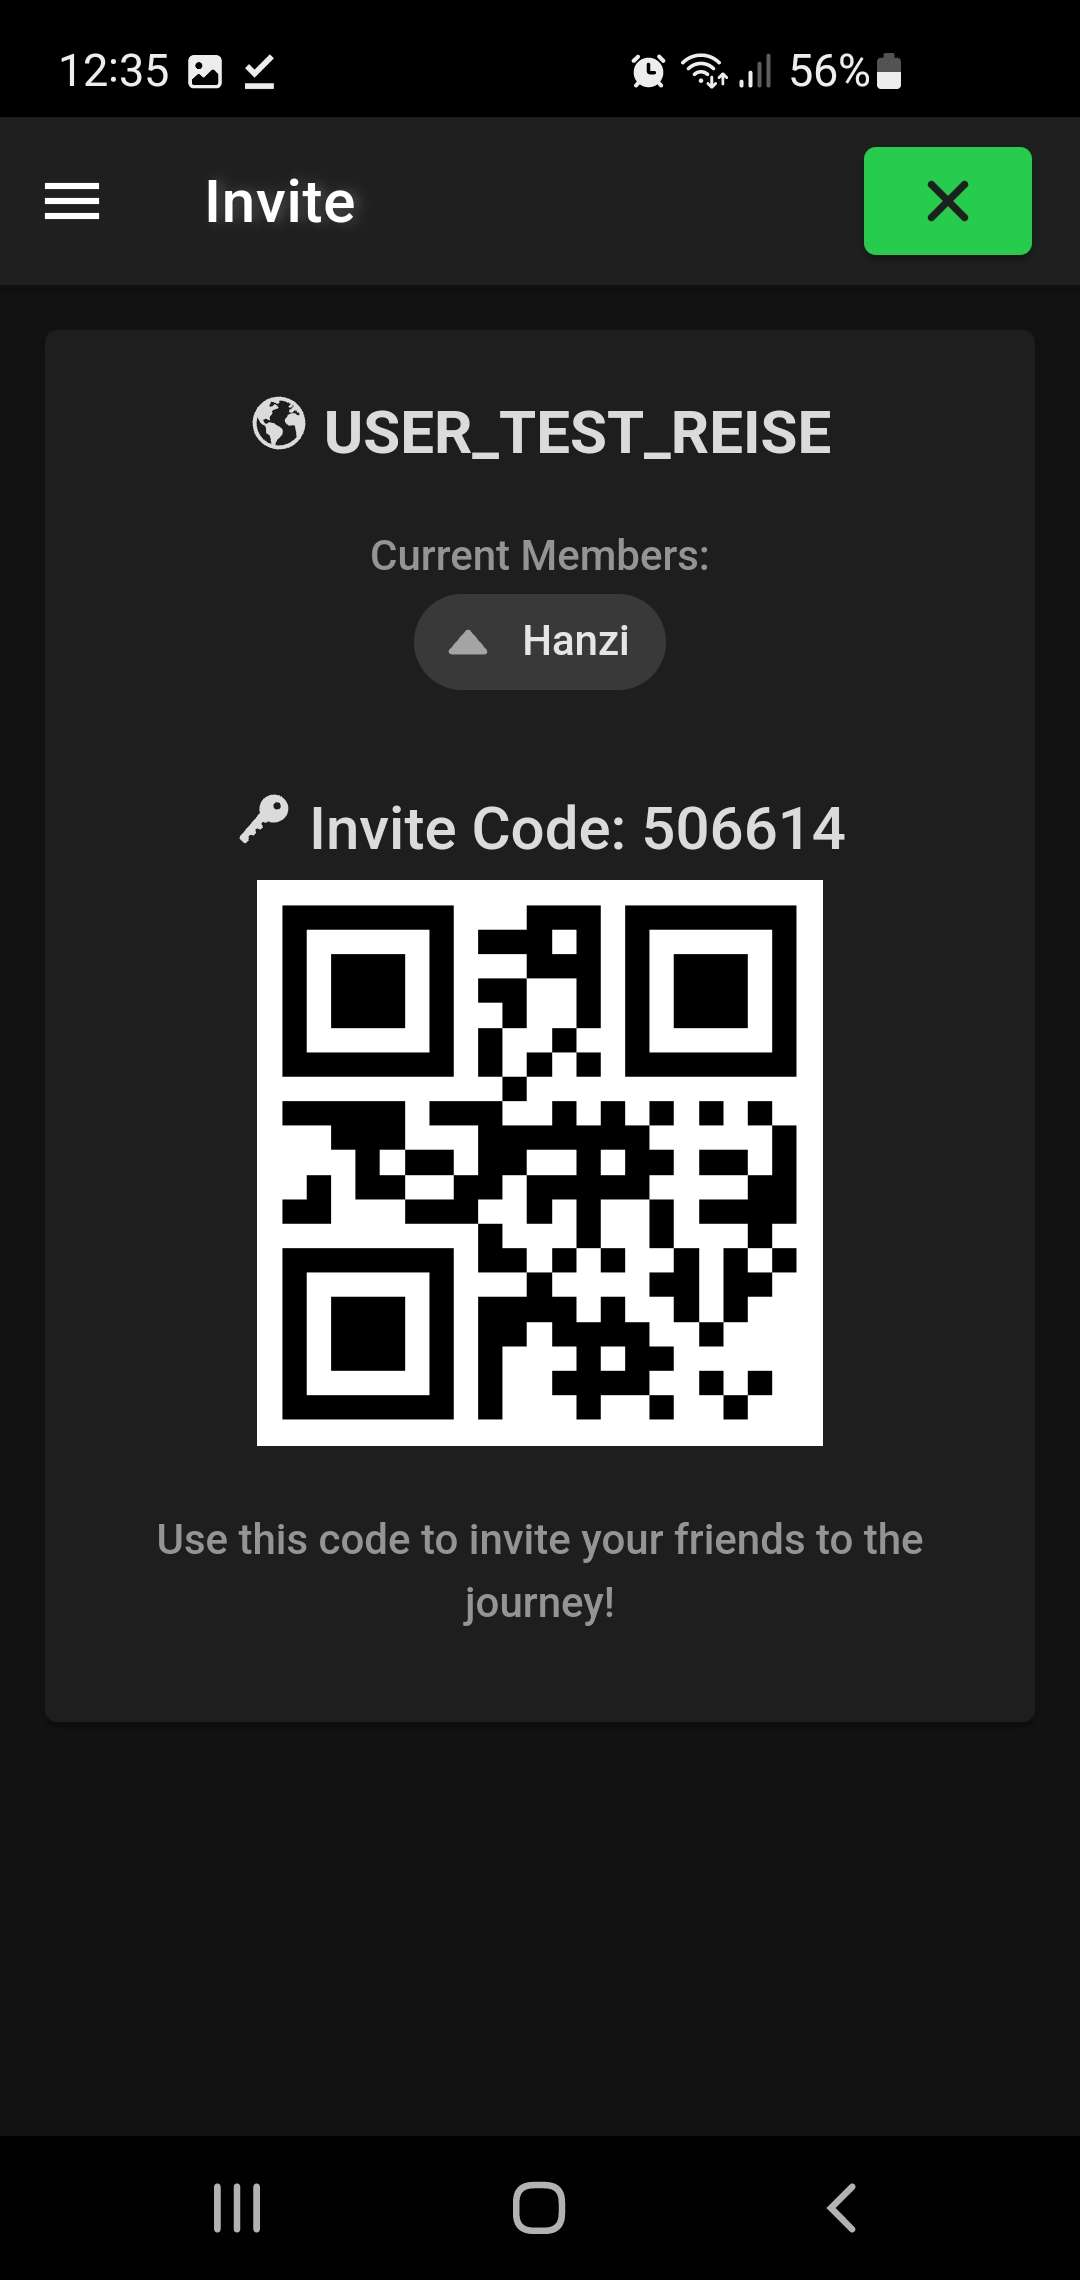 12:35
56%
Invite
USER_TEST_REISE
Current Members:
Hanzi
Invite Code: 506614
Use this code to invite your friends to the
journey!